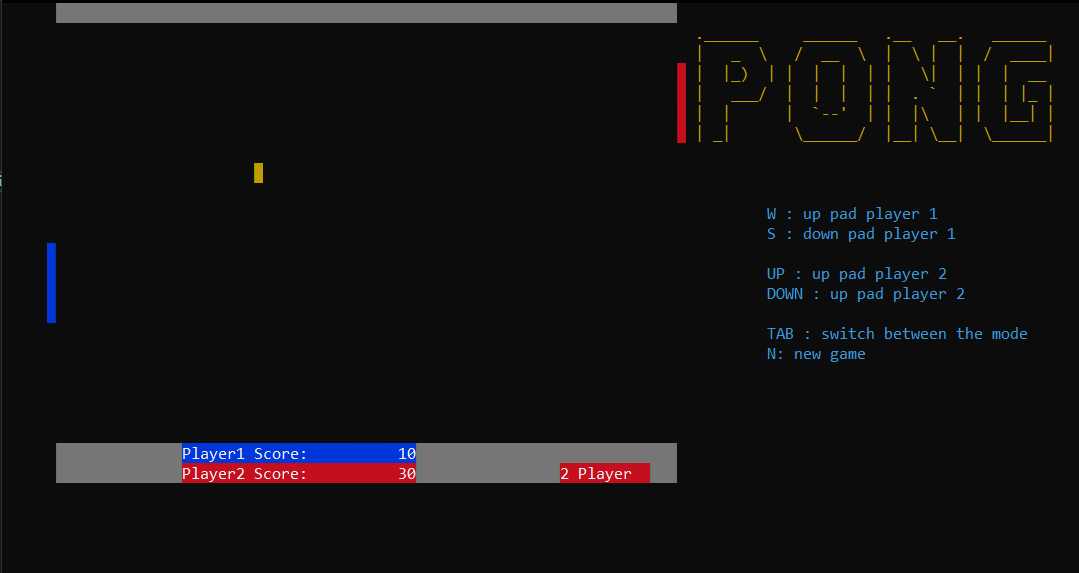 PONG
W : up pad player 1
S : down pad player 1
UP : up pad player 2
DOWN : up pad player 2
TAB : switch between the mode
N: new game
Player1 Score: 10
Player2 Score: 30
2 Player